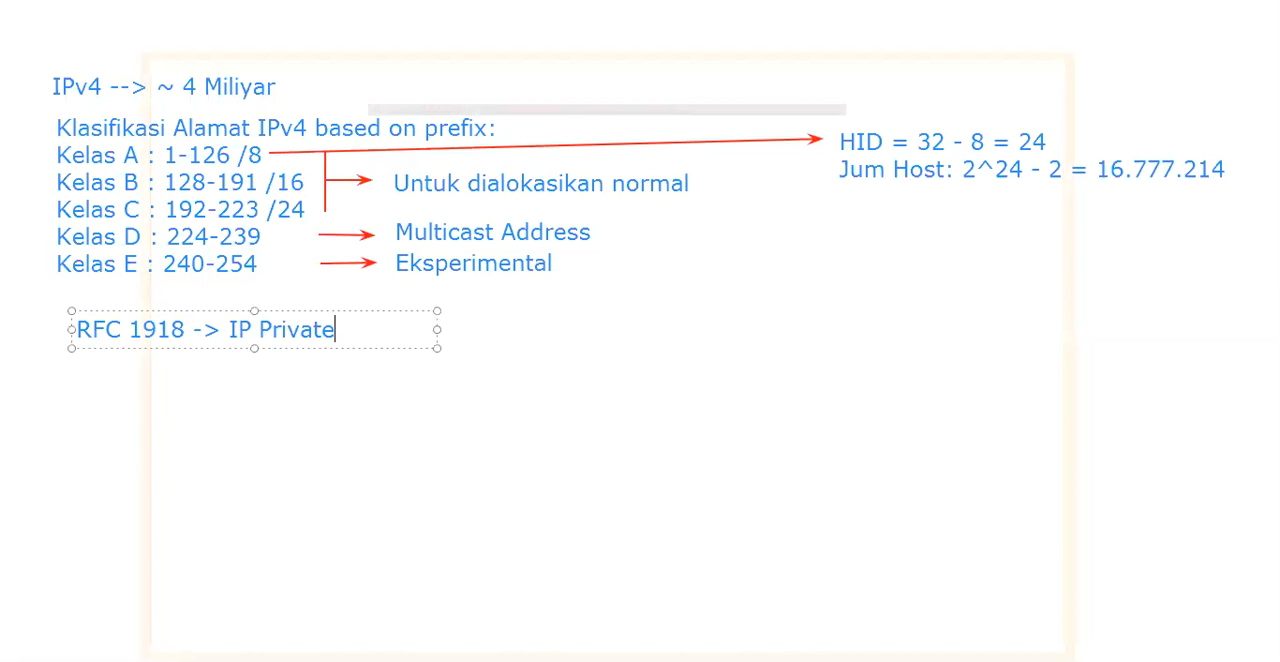 IPv4 --> ~ 4 Miliyar
Klasifikasi Alamat IPv4 based on prefix:
Kelas A : 1-126 /8
Kelas B : 128-191 /16
Kelas C : 192-223 /24
Kelas D : 224-239
Kelas E : 240-254
Untuk dialokasikan normal
Multicast Address
Eksperimental
HID = 32 - 8 = 24
Jum Host: 2^24 - 2 = 16.777.214
RFC 1918 -> IP Private